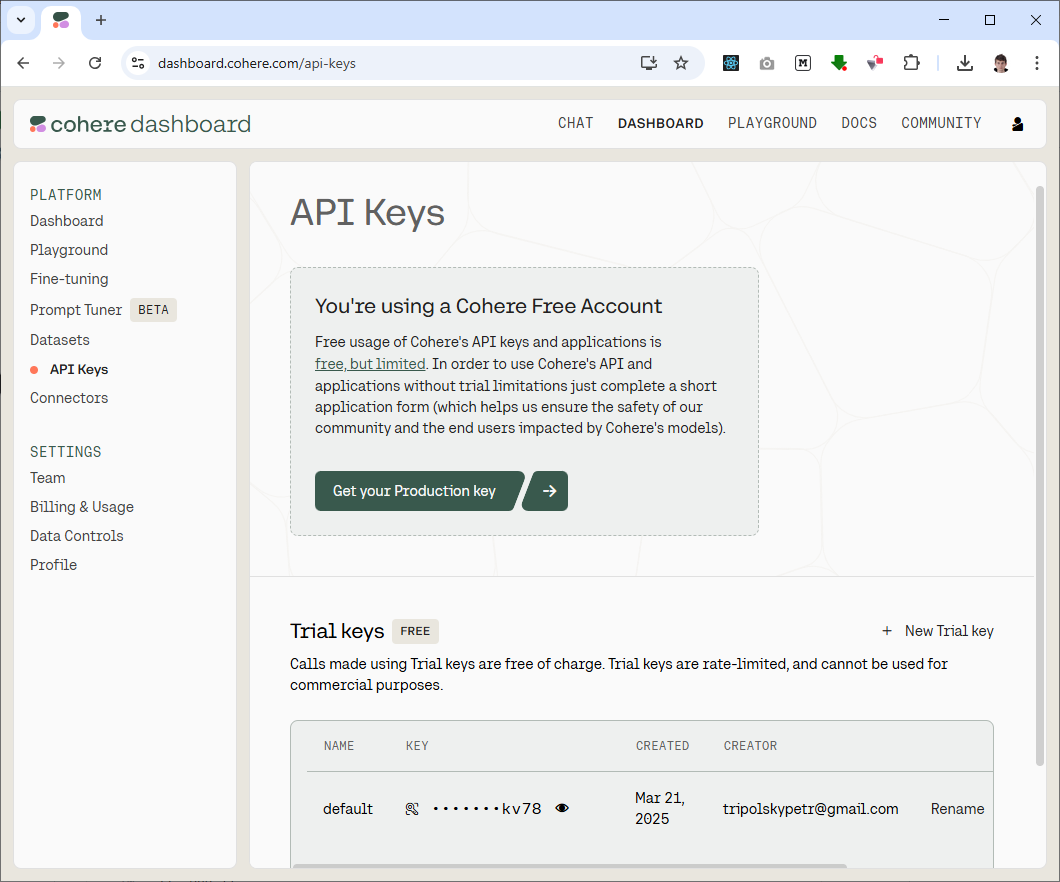 dashboard.cohere.com/api-keys
cohere dashboard
CHAT DASHBOARD PLAYGROUND DOCS COMMUNITY
PLATFORM
Dashboard
Playground
Fine-tuning
Prompt Tuner BETA
Datasets
API Keys
Connectors
SETTINGS
Team
Billing & Usage
Data Controls
Profile
API Keys
You're using a Cohere Free Account
Free usage of Cohere's API keys and applications is
free, but limited. In order to use Cohere's API and
applications without trial limitations just complete a short
application form (which helps us ensure the safety of our
community and the end users impacted by Cohere's models).
Get your Production key →
Trial keys FREE
+ New Trial key
Calls made using Trial keys are free of charge. Trial keys are rate-limited, and cannot be used for
commercial purposes.
NAME KEY CREATED CREATOR
default •••••••kv78 Mar 21, 2025 tripolskypetr@gmail.com Rename